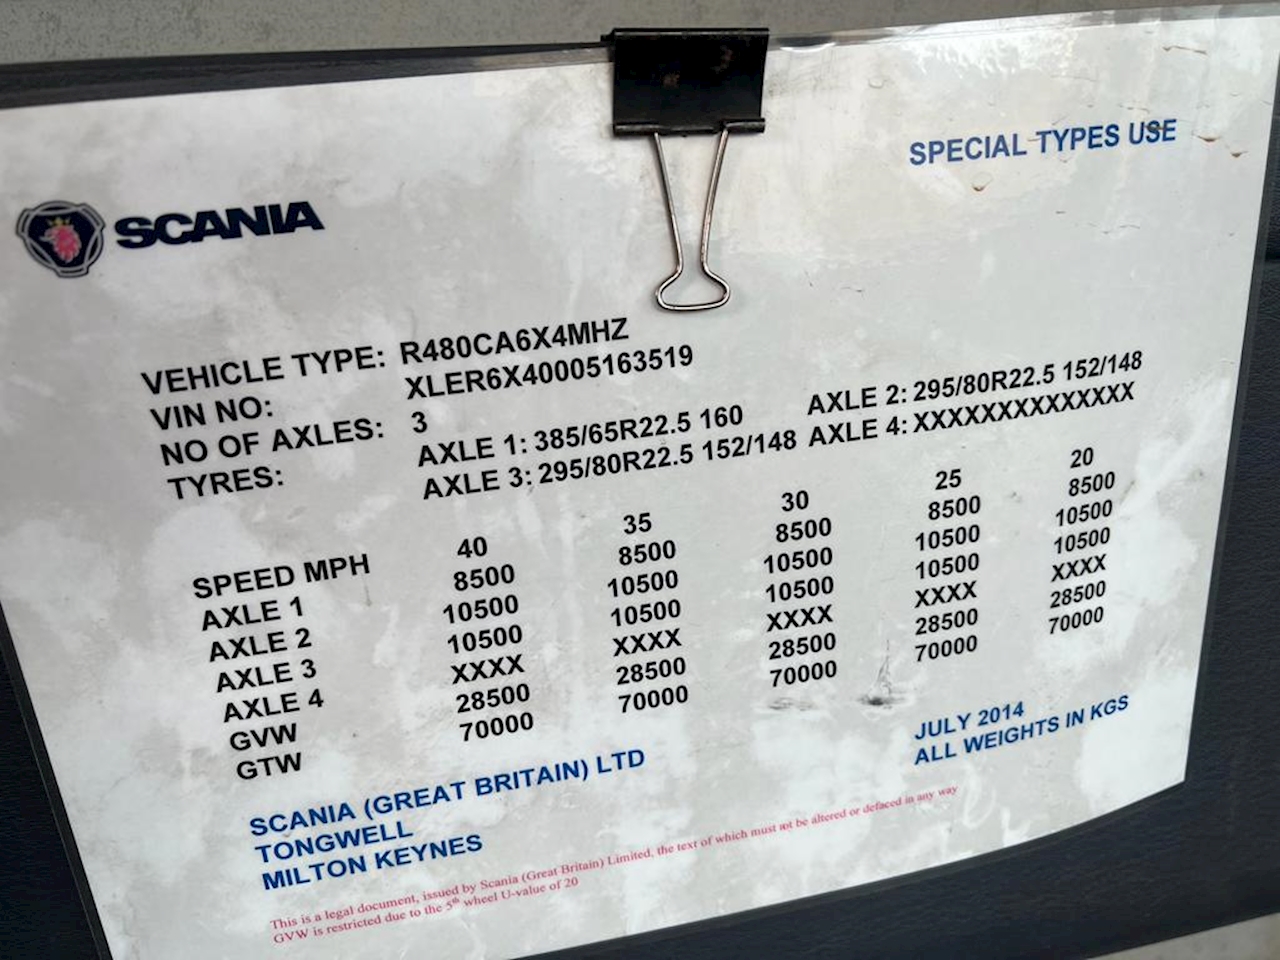 SPECIAL TYPES USE
SCANIA
VEHICLE TYPE: R480CA6X4MHZ
VIN NO: XLER6X40005163519
NO OF AXLES: 3
TYRES: AXLE 1: 385/65R22.5 160 AXLE 2: 295/80R22.5 152/148
AXLE 3: 295/80R22.5 152/148 AXLE 4: XXXXXXXXXXXXXX
SPEED MPH 40 35 30 25 20
AXLE 1 8500 8500 8500 8500 8500
AXLE 2 10500 10500 10500 10500 10500
AXLE 3 10500 10500 10500 10500 10500
AXLE 4 XXXX XXXX XXXX XXXX XXXX
GVW 28500 28500 28500 28500 28500
GTW 70000 70000 70000 70000 70000
JULY 2014
ALL WEIGHTS IN KGS
SCANIA (GREAT BRITAIN) LTD
TONGWELL
MILTON KEYNES
This is a legal document, issued by Scania (Great Britain) Limited, the text of which must not be altered or defaced in any way
GVW is restricted due to the 5th wheel U-value of 20